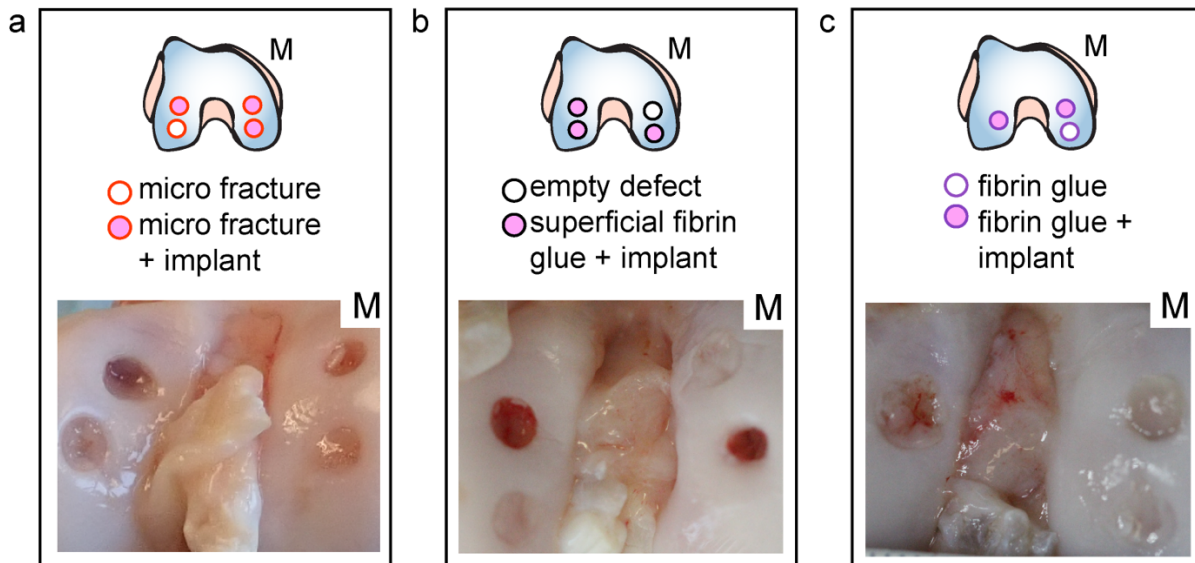 a
M
micro fracture
micro fracture
+ implant
M
b
M
empty defect
superficial fibrin
glue + implant
M
c
M
fibrin glue
fibrin glue +
implant
M